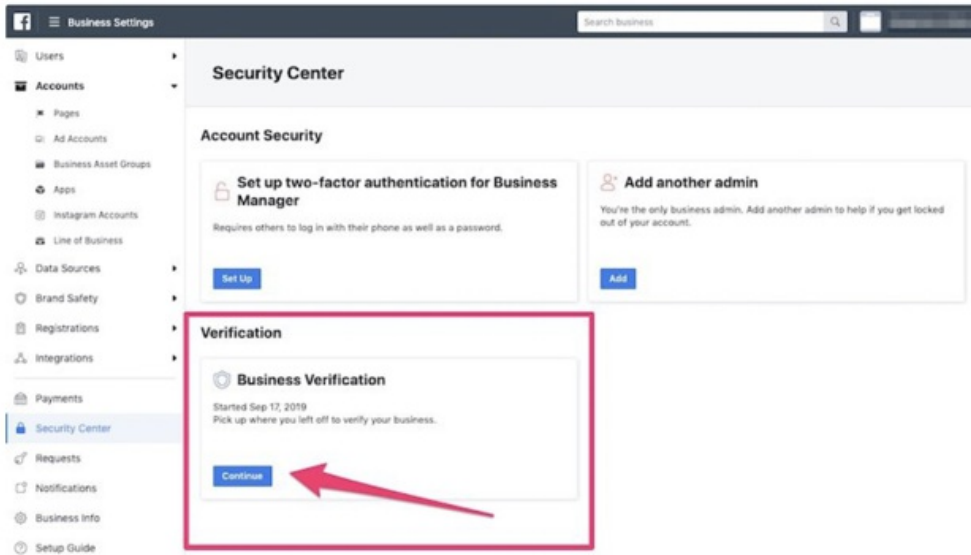 Business Settings
Search business
Users
Accounts
Pages
Ad Accounts
Business Asset Groups
Apps
Instagram Accounts
Line of Business
Data Sources
Brand Safety
Registrations
Integrations
Payments
Security Center
Requests
Notifications
Business Info
Setup Guide
Security Center
Account Security
Set up two-factor authentication for Business
Manager
Requires others to log in with their phone as well as a password.
Set Up
Add another admin
You're the only business admin. Add another admin to help if you get locked
out of your account.
Add
Verification
Business Verification
Started Sep 17, 2019
Pick up where you left off to verify your business.
Continue